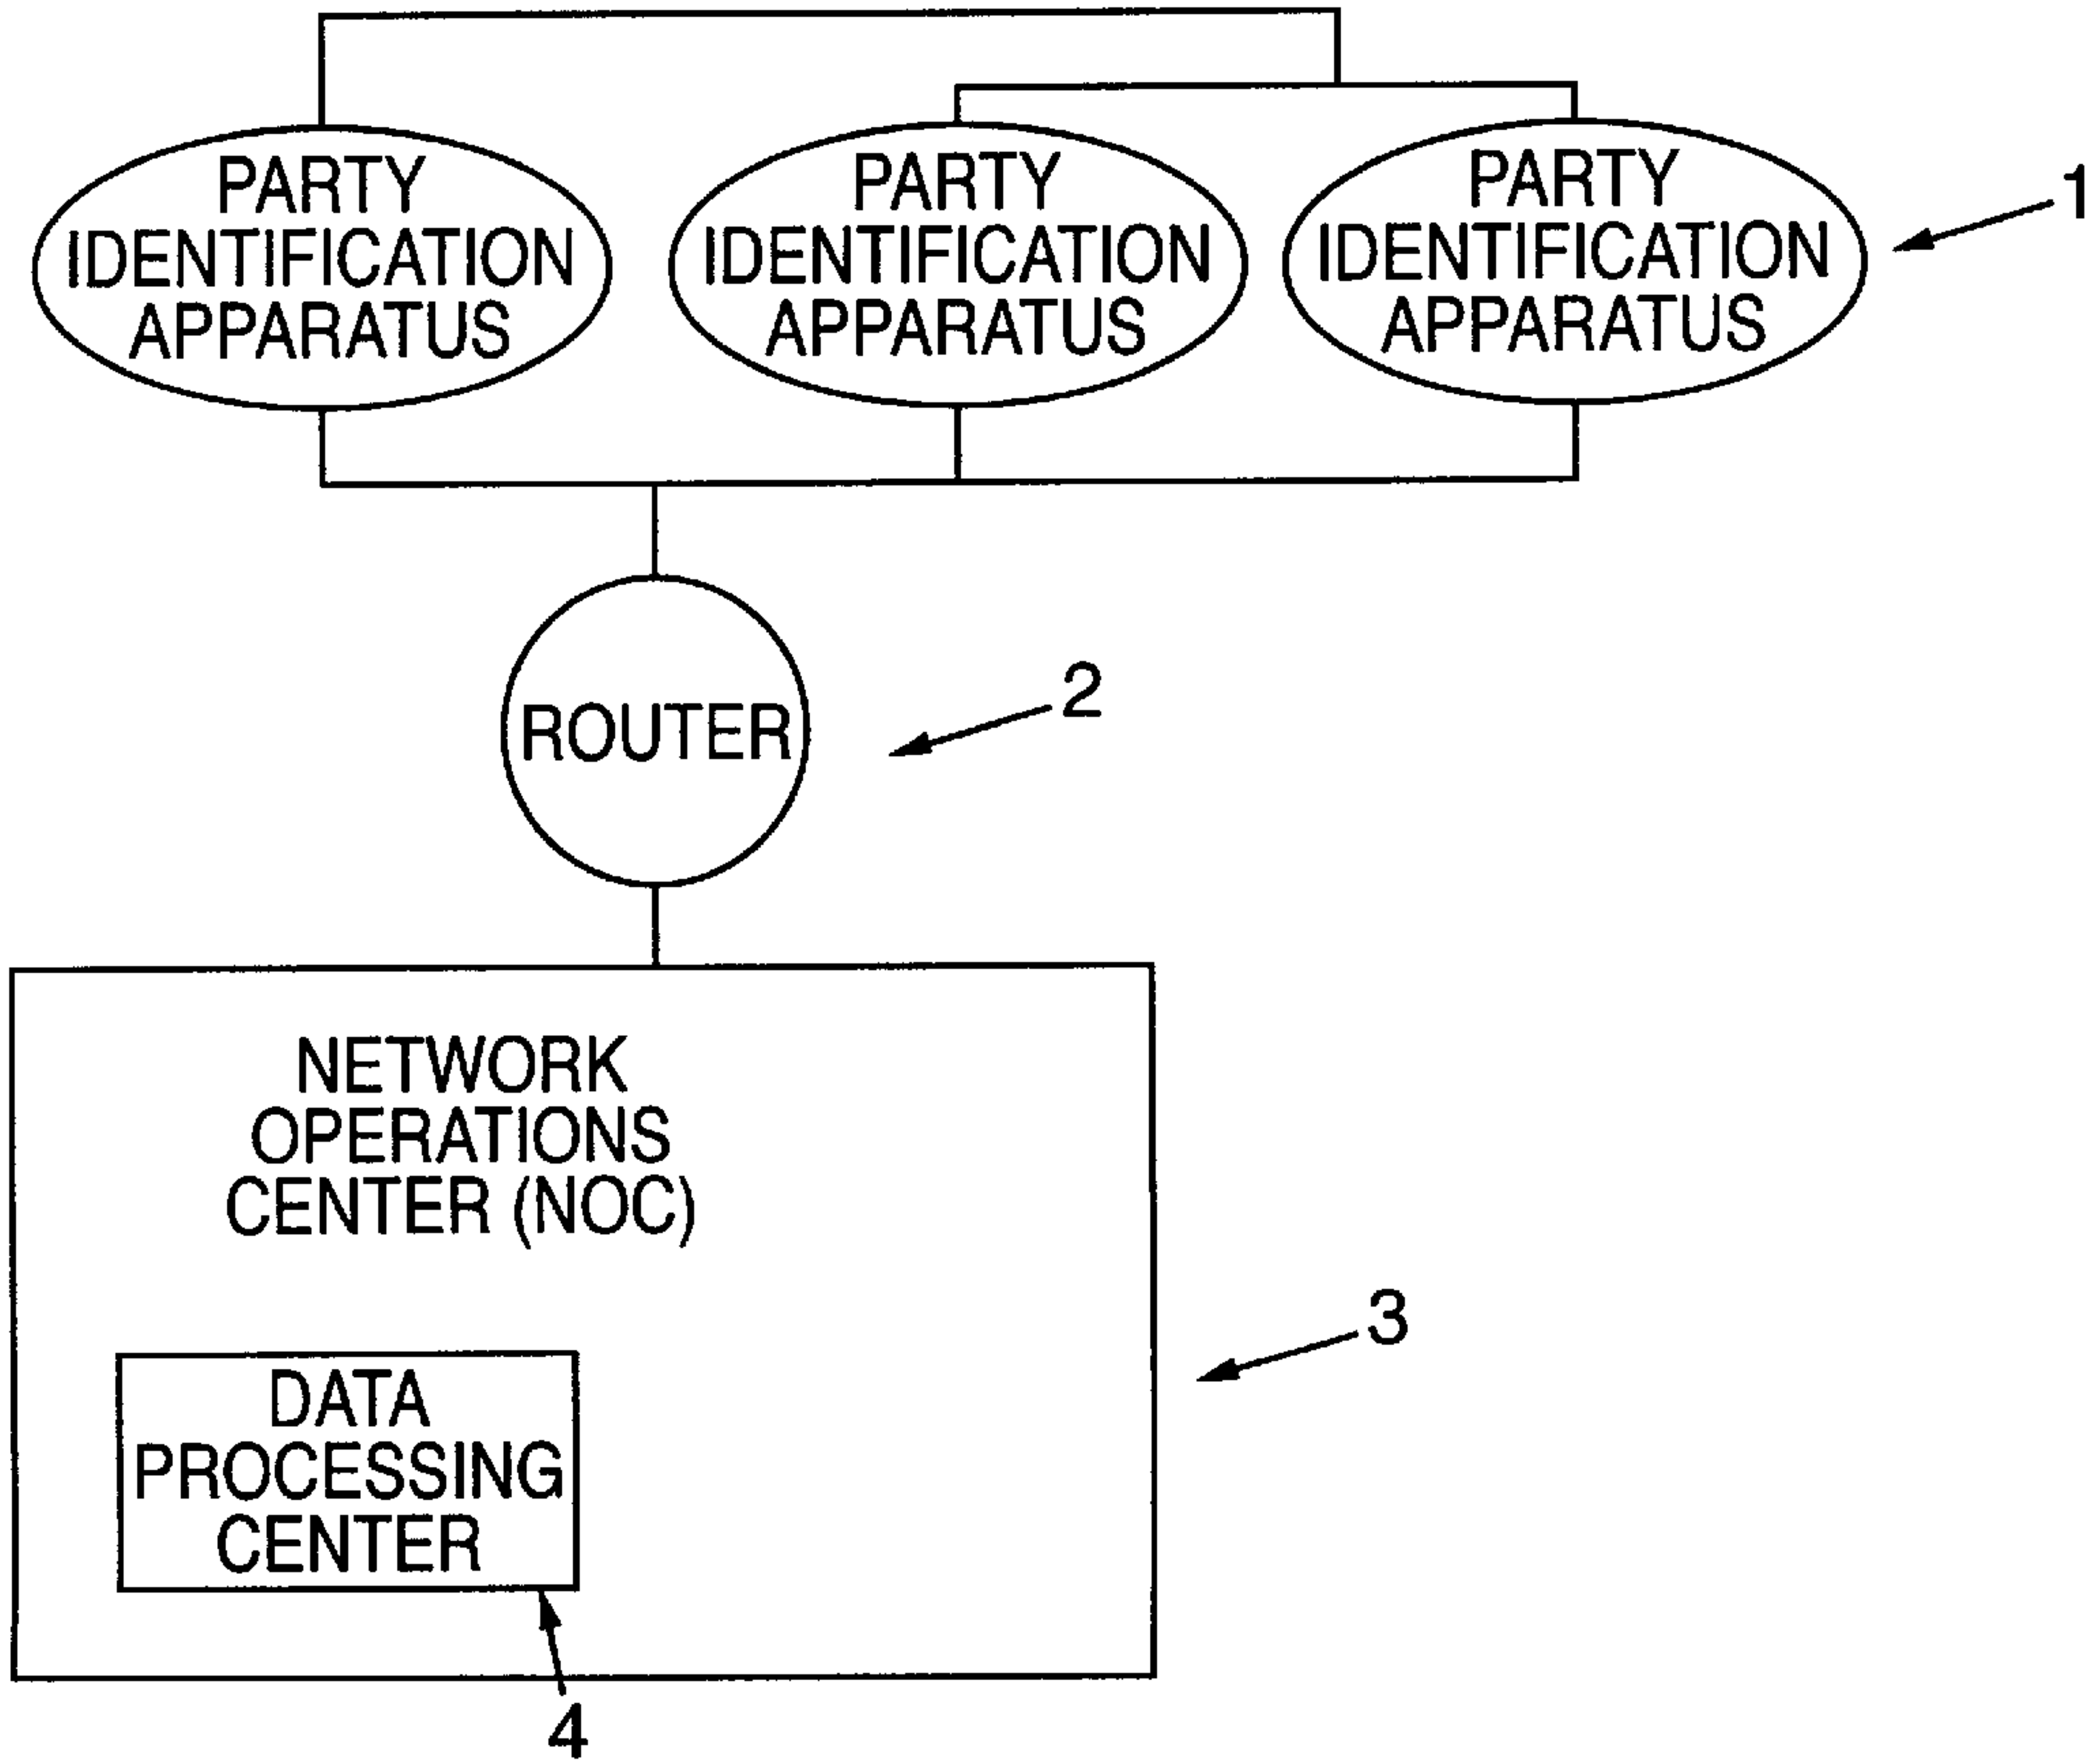 PARTY
IDENTIFICATION
APPARATUS
PARTY
IDENTIFICATION
APPARATUS
PARTY
IDENTIFICATION
APPARATUS
1
ROUTER
2
NETWORK
OPERATIONS
CENTER (NOC)
3
DATA
PROCESSING
CENTER
4